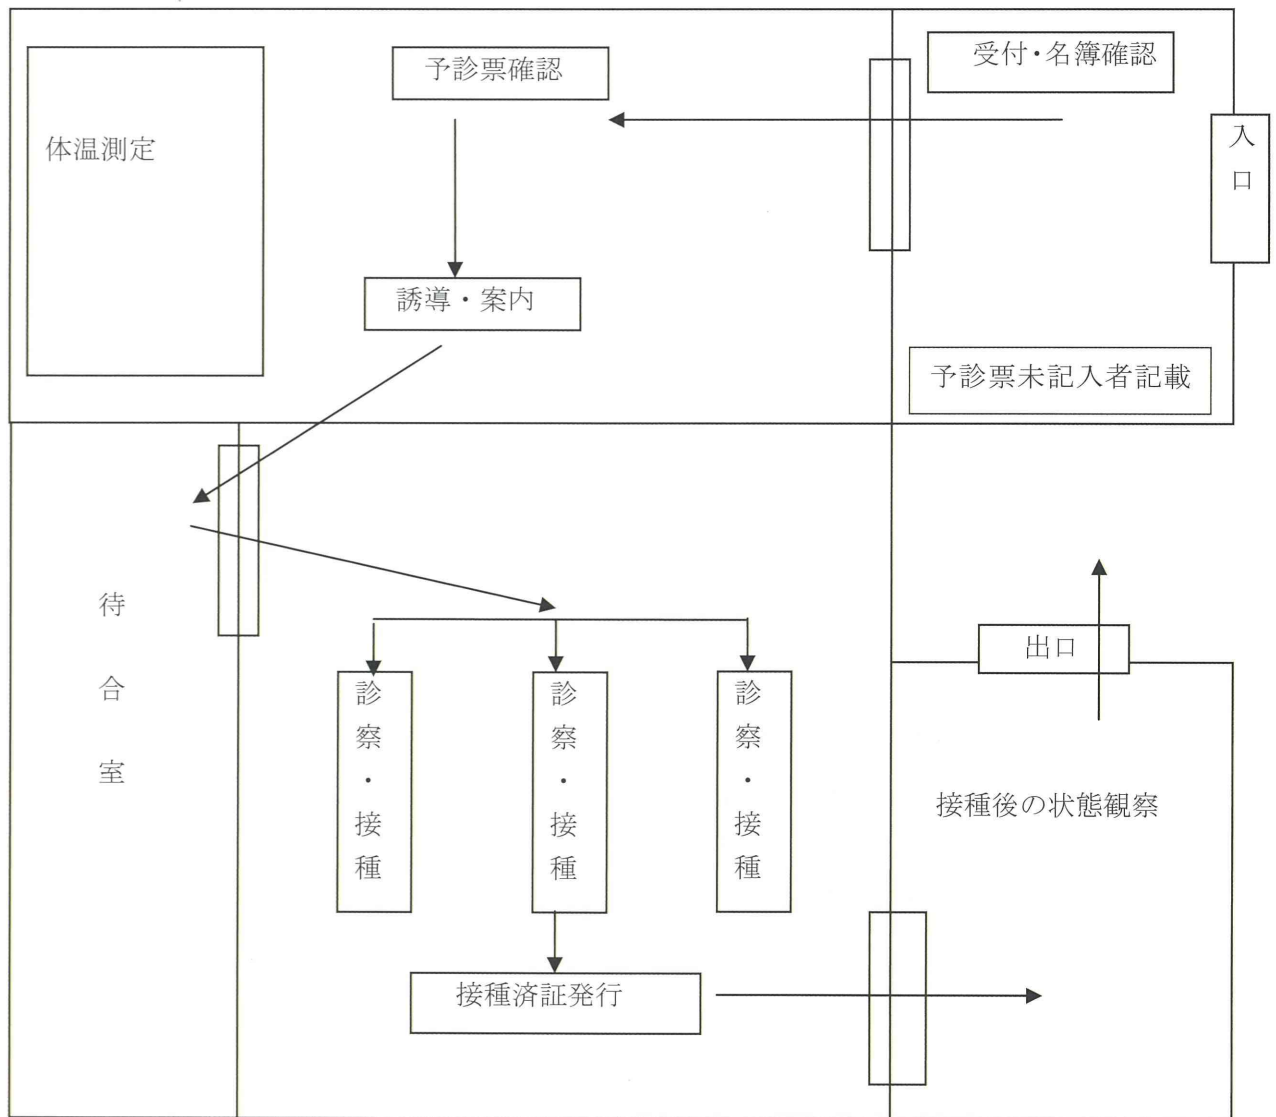 受付・名簿確認
予診票確認
入口
体温測定
誘導・案内
予診票未記入者記載
待合室
出口
診察・接種
診察・接種
診察・接種
接種後の状態観察
接種済証発行